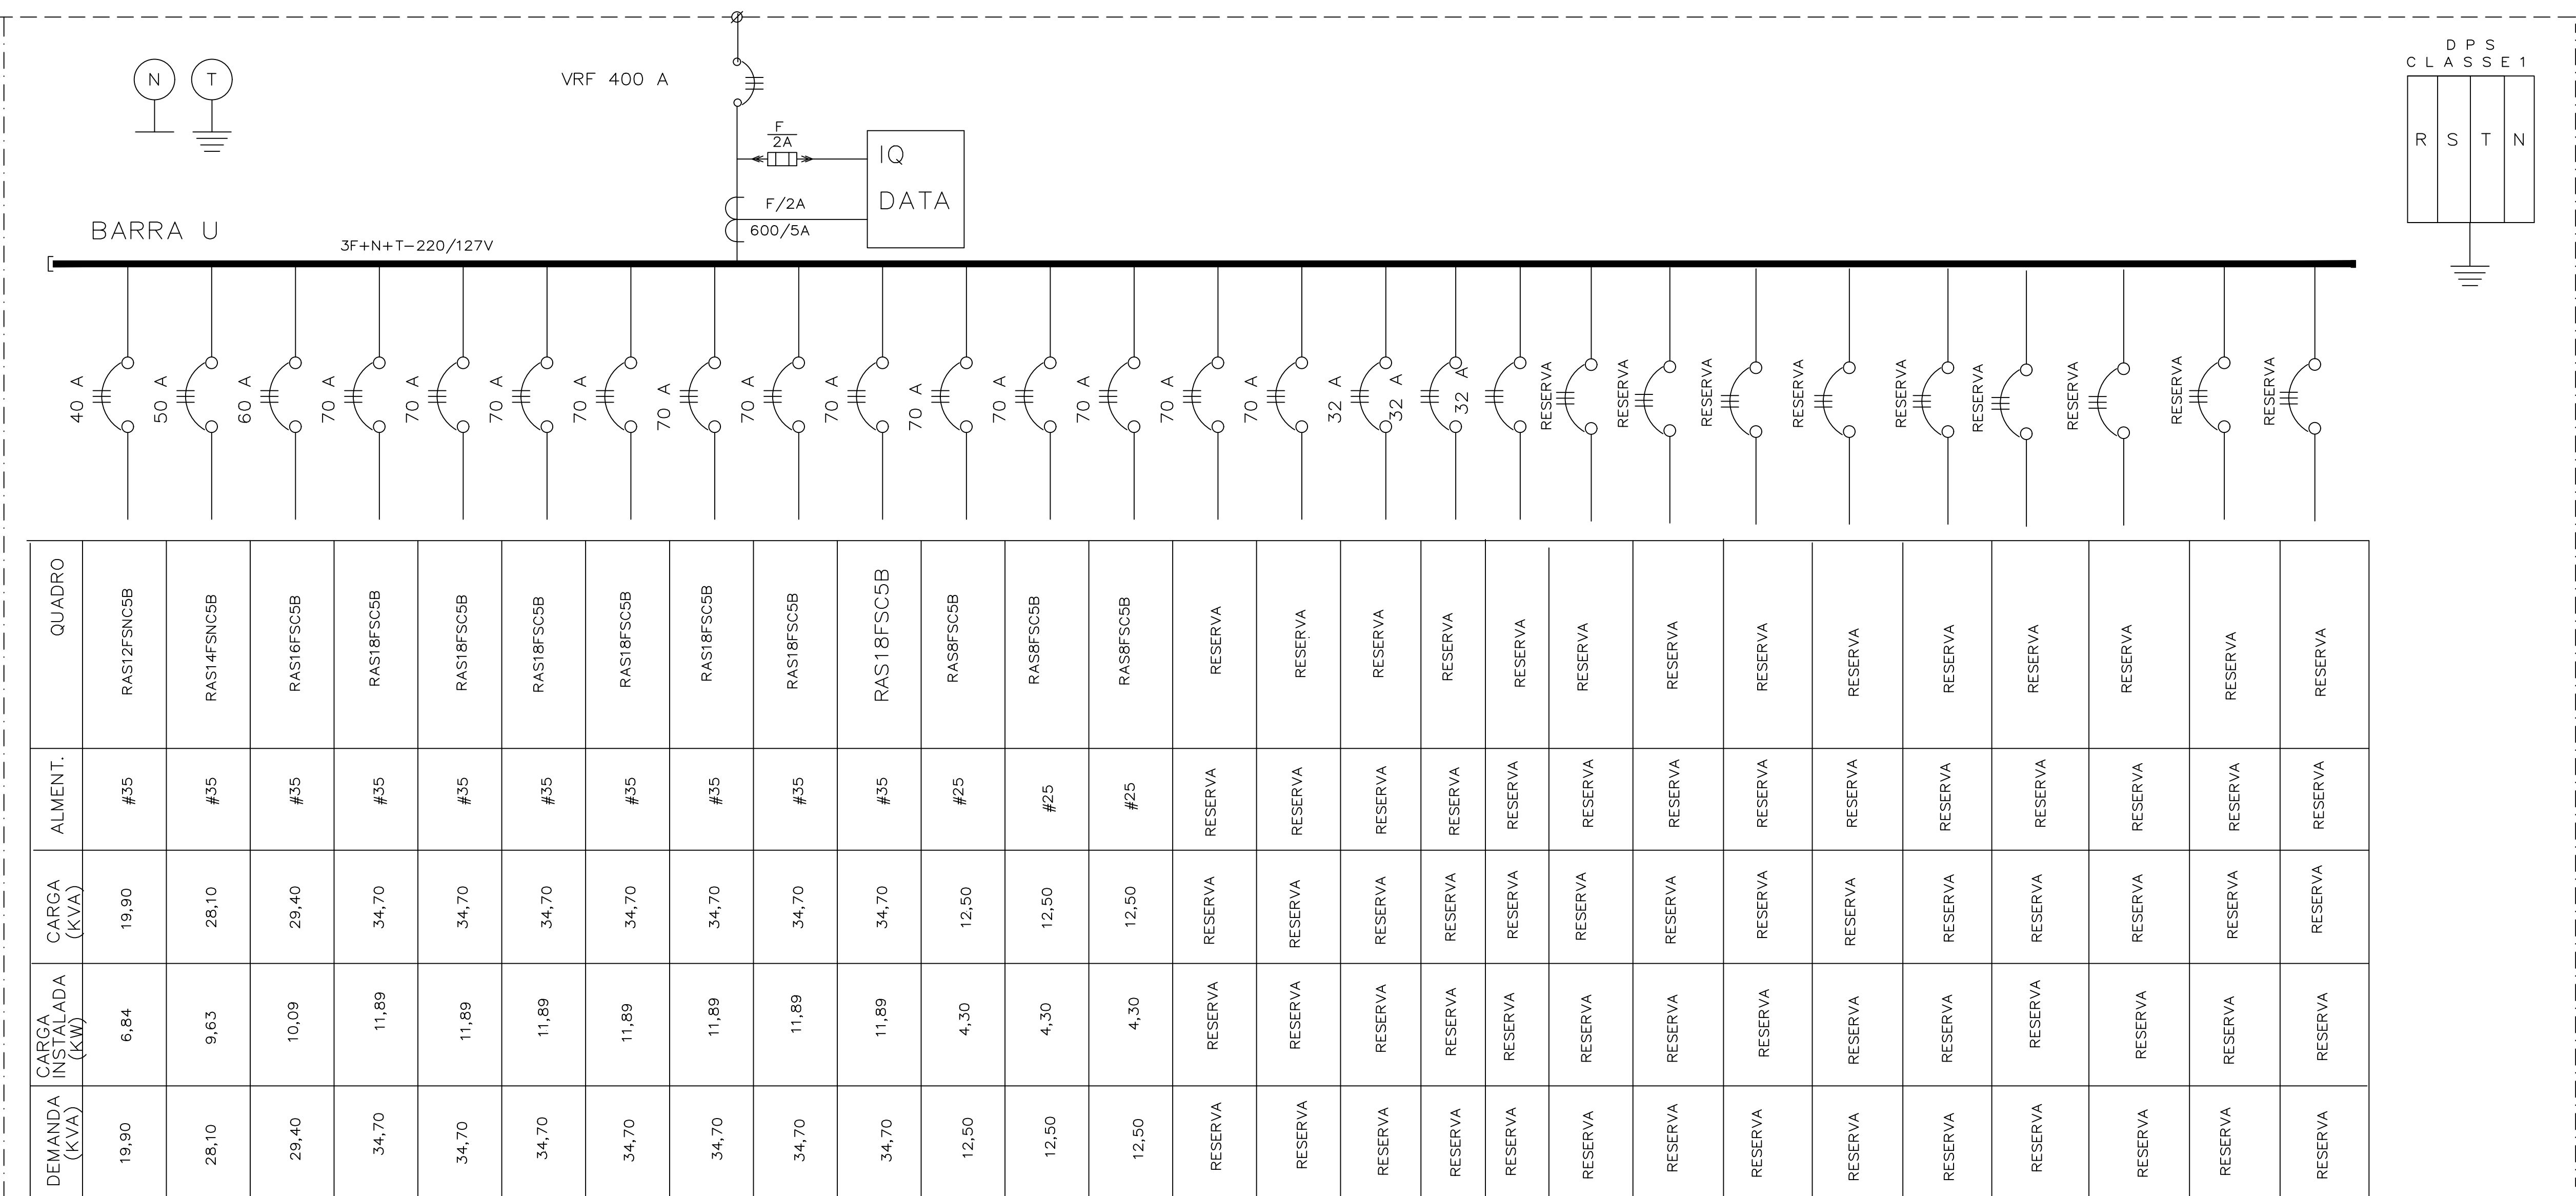 D P S
C L A S S E 1
N T
VRF 400 A
F
2A
IQ
DATA
R S T N
F/2A
600/5A
BARRA U
3F+N+T-220/127V
40 A 50 A 60 A 70 A 70 A 70 A 70 A 70 A 70 A 70 A 70 A 70 A 70 A 70 A 70 A 32 A 32 A 32 A RESERVA RESERVA RESERVA RESERVA RESERVA RESERVA RESERVA RESERVA RESERVA
QUADRO RAS12FSNC5B RAS14FSNC5B RAS16FSC5B RAS18FSC5B RAS18FSC5B RAS18FSC5B RAS18FSC5B RAS18FSC5B RAS18FSC5B RAS18FSC5B RAS8FSC5B RAS8FSC5B RAS8FSC5B RESERVA RESERVA RESERVA RESERVA RESERVA RESERVA RESERVA RESERVA RESERVA RESERVA RESERVA RESERVA RESERVA RESERVA
ALMENT. #35 #35 #35 #35 #35 #35 #35 #35 #35 #35 #25 #25 #25 RESERVA RESERVA RESERVA RESERVA RESERVA RESERVA RESERVA RESERVA RESERVA RESERVA RESERVA RESERVA RESERVA RESERVA
CARGA
(KVA) 19,90 28,10 29,40 34,70 34,70 34,70 34,70 34,70 34,70 34,70 12,50 12,50 12,50 RESERVA RESERVA RESERVA RESERVA RESERVA RESERVA RESERVA RESERVA RESERVA RESERVA RESERVA RESERVA RESERVA RESERVA
CARGA
INSTALADA
(KW) 6,84 9,63 10,09 11,89 11,89 11,89 11,89 11,89 11,89 11,89 4,30 4,30 4,30 RESERVA RESERVA RESERVA RESERVA RESERVA RESERVA RESERVA RESERVA RESERVA RESERVA RESERVA RESERVA RESERVA RESERVA
DEMANDA
(KVA) 19,90 28,10 29,40 34,70 34,70 34,70 34,70 34,70 34,70 34,70 12,50 12,50 12,50 RESERVA RESERVA RESERVA RESERVA RESERVA RESERVA RESERVA RESERVA RESERVA RESERVA RESERVA RESERVA RESERVA RESERVA